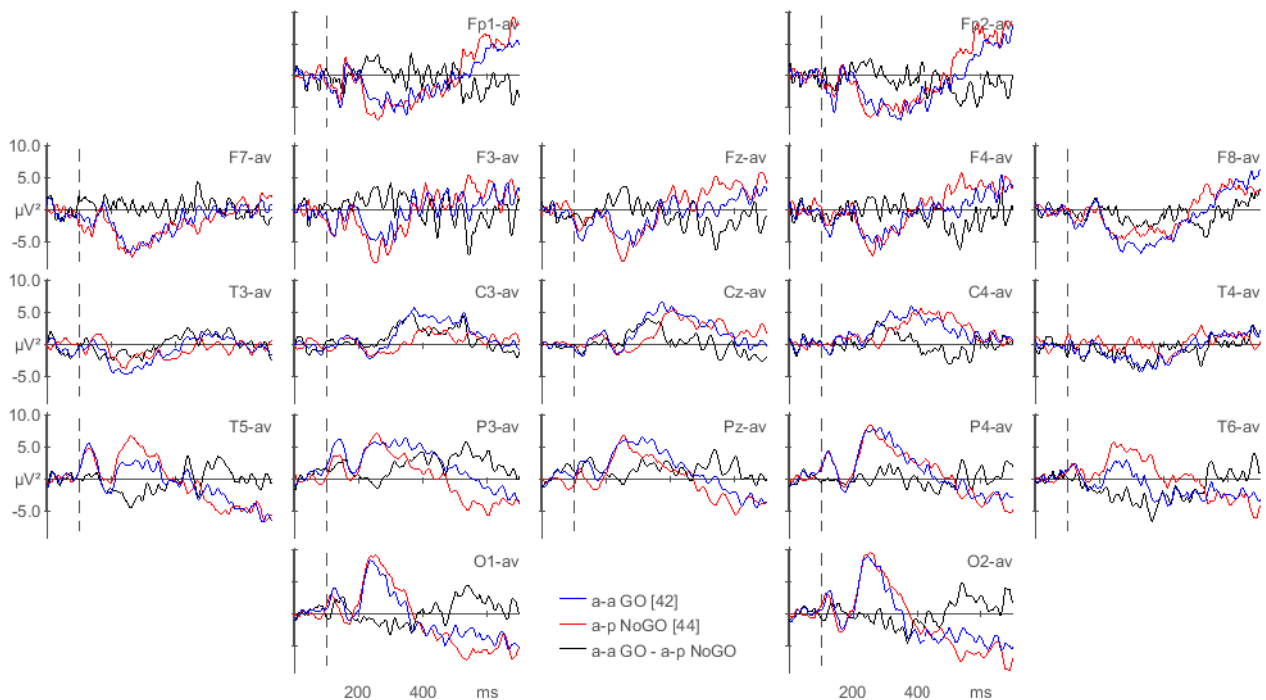 Fp1-av Fp2-av
10.0 F7-av F3-av Fz-av F4-av F8-av
5.0
µV²
-5.0
10.0 T3-av C3-av Cz-av C4-av T4-av
5.0
µV²
-5.0
10.0 T5-av P3-av Pz-av P4-av T6-av
5.0
µV²
-5.0
O1-av O2-av
a-a GO [42]
a-p NoGO [44]
a-a GO - a-p NoGO
200 400 ms 200 400 ms